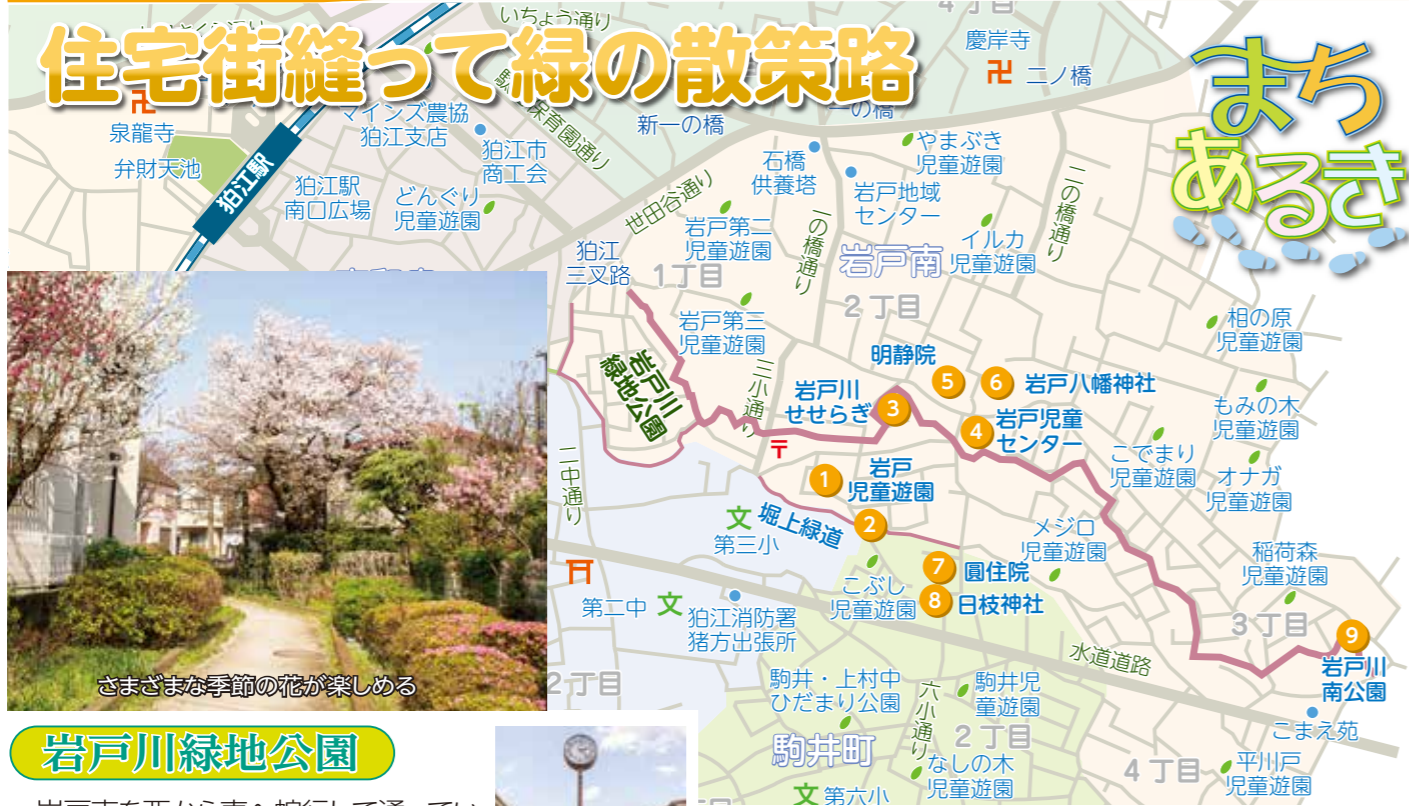 住宅街縫って緑の散策路
まち
あるき
いちょう通り
4丁目
慶岸寺
二ノ橋
泉龍寺
弁財天池
狛江駅
マインズ農協
狛江支店
狛江市
商工会
新一の橋
一の橋
狛江駅
南口広場
どんぐり
児童遊園
世田谷通り
石橋
供養塔
やまぶき
児童遊園
岩戸地域
センター
二の橋通り
狛江
三叉路
1丁目
岩戸第二
児童遊園
一の橋通り
岩戸南
イルカ
児童遊園
2丁目
岩戸第三
児童遊園
相の原
児童遊園
岩戸川
緑地公園
三小通り
明静院
5
6
岩戸八幡神社
岩戸川
せせらぎ
3
4
岩戸児童
センター
もみの木
児童遊園
こでまり
児童遊園
オナガ
児童遊園
二中通り
〒
1
岩戸
児童遊園
文
第三小
堀上緑道
2
メジロ
児童遊園
稲荷森
児童遊園
第二中
文
狛江消防署
猪方出張所
こぶし
児童遊園
7
圓住院
8
日枝神社
3丁目
9
岩戸川
南公園
水道道路
2丁目
駒井・上村中
ひだまり公園
六小通り
駒井児
童遊園
こまえ苑
駒井町
2丁目
なしの木
児童遊園
4丁目
平川戸
児童遊園
文
第六小
さまざまな季節の花が楽しめる
岩戸川緑地公園